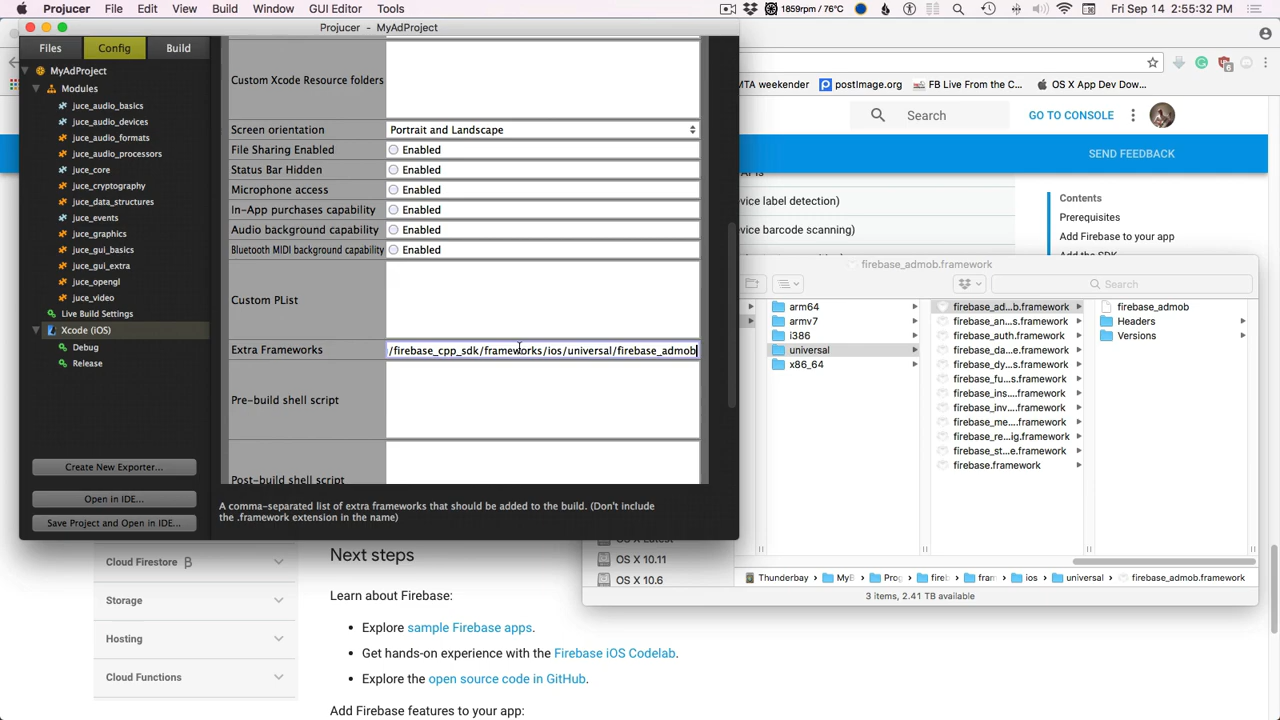 Projucer File Edit View Build Window GUI Editor Tools
1859rpm / 76°C
Fri Sep 14 2:55:32 PM
Projucer - MyAdProject
Files Config Build
MyAdProject
Modules
juce_audio_basics
juce_audio_devices
juce_audio_formats
juce_audio_processors
juce_core
juce_cryptography
juce_data_structures
juce_events
juce_graphics
juce_gui_basics
juce_gui_extra
juce_opengl
juce_video
Live Build Settings
Xcode (iOS)
Debug
Release
Create New Exporter...
Open in IDE...
Save Project and Open in IDE...
Custom Xcode Resource folders
Screen orientation Portrait and Landscape
File Sharing Enabled Enabled
Status Bar Hidden Enabled
Microphone access Enabled
In-App purchases capability Enabled
Audio background capability Enabled
Bluetooth MIDI background capability Enabled
Custom PList
Extra Frameworks /firebase_cpp_sdk/frameworks/ios/universal/firebase_admob
Pre-build shell script
Post-build shell script
A comma-separated list of extra frameworks that should be added to the build. (Don't include
the .framework extension in the name)
MTA weekender postImage.org FB Live From the C... OS X App Dev Dow...
Search GO TO CONSOLE
SEND FEEDBACK
vice label detection)
evice barcode scanning)
Contents
Prerequisites
Add Firebase to your app
Add the SDK
firebase_admob.framework
Search
arm64
armv7
i386
universal
x86_64
firebase_ad...b.framework
firebase_an...s.framework
firebase_auth.framework
firebase_da...e.framework
firebase_dy...s.framework
firebase_fu...s.framework
firebase_ins....framework
firebase_inv....framework
firebase_me....framework
firebase_re...ig.framework
firebase_st...e.framework
firebase.framework
firebase_admob
Headers
Versions
OS X Latest
OS X 10.11
OS X 10.6
Thunderbay MyB Prog fireb fram ios universal firebase_admob.framework
3 items, 2.41 TB available
Cloud Firestore β
Storage
Hosting
Cloud Functions
Next steps
Learn about Firebase:
Explore sample Firebase apps.
Get hands-on experience with the Firebase iOS Codelab.
Explore the open source code in GitHub.
Add Firebase features to your app: